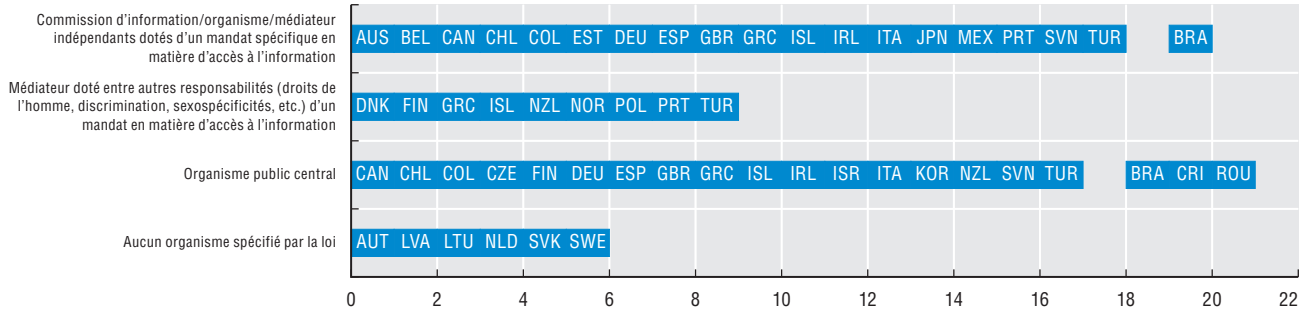 Commission d'information/organisme/médiateur
indépendants dotés d'un mandat spécifique en
matière d'accès à l'information
AUS BEL CAN CHL COL EST DEU ESP GBR GRC ISL IRL ITA JPN MEX PRT SVN TUR BRA
Médiateur doté entre autres responsabilités (droits de
l'homme, discrimination, sexospécificités, etc.) d'un
mandat en matière d'accès à l'information
DNK FIN GRC ISL NZL NOR POL PRT TUR
Organisme public central
CAN CHL COL CZE FIN DEU ESP GBR GRC ISL IRL ISR ITA KOR NZL SVN TUR BRA CRI ROU
Aucun organisme spécifié par la loi
AUT LVA LTU NLD SVK SWE
0 2 4 6 8 10 12 14 16 18 20 22